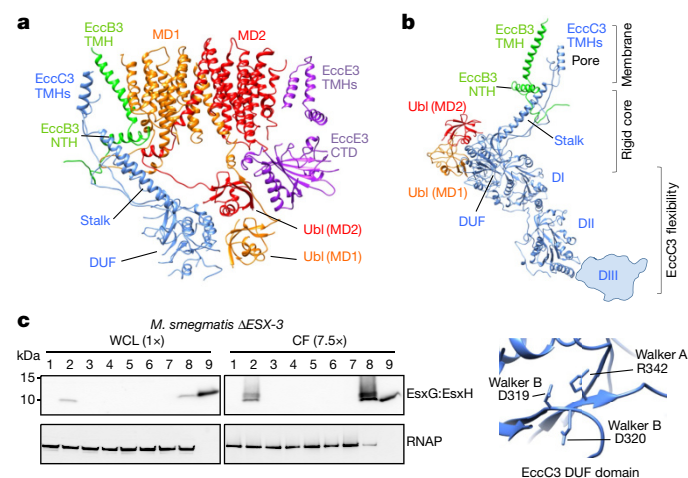 a
EccB3
TMH
MD1
MD2
EccE3
TMHs
EccC3
TMHs
EccE3
CTD
EccB3
NTH
Stalk
DUF
Ubl (MD2)
Ubl (MD1)
b
EccB3
TMH
EccC3
TMHs
Pore
EccB3
NTH
Ubl (MD2)
Stalk
Ubl (MD1)
DI
DUF
DII
DIII
Membrane
Rigid core
EccC3 flexibility
c
M. smegmatis ΔESX-3
WCL (1×)
CF (7.5×)
kDa
1 2 3 4 5 6 7 8 9
1 2 3 4 5 6 7 8 9
15
10
EsxG:EsxH
RNAP
Walker A
R342
Walker B
D319
Walker B
D320
EccC3 DUF domain